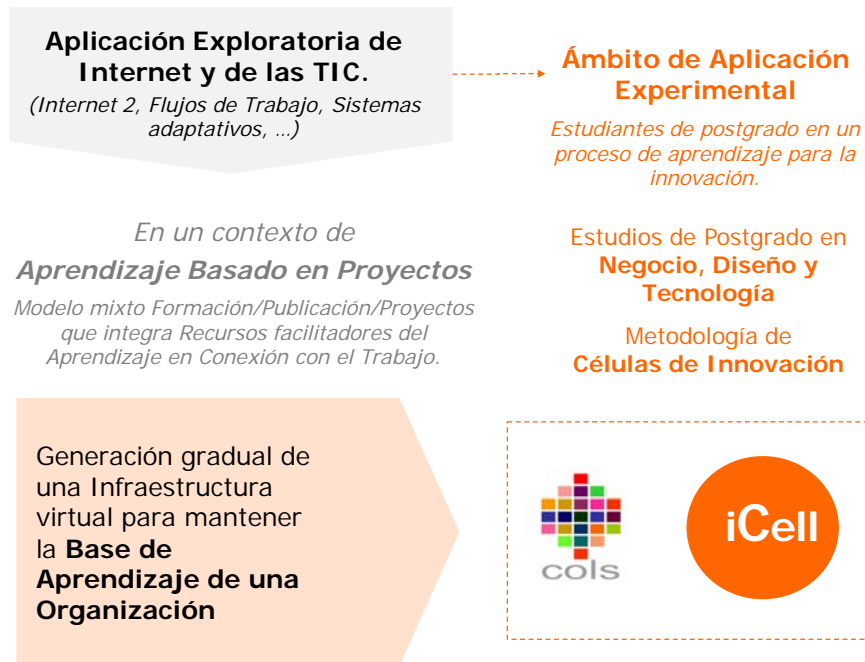 Aplicación Exploratoria de
Internet y de las TIC.
(Internet 2, Flujos de Trabajo, Sistemas
adaptativos, …)
Ámbito de Aplicación
Experimental
Estudiantes de postgrado en un
proceso de aprendizaje para la
innovación.
En un contexto de
Aprendizaje Basado en Proyectos
Modelo mixto Formación/Publicación/Proyectos
que integra Recursos facilitadores del
Aprendizaje en Conexión con el Trabajo.
Estudios de Postgrado en
Negocio, Diseño y
Tecnología
Metodología de
Células de Innovación
Generación gradual de
una Infraestructura
virtual para mantener
la Base de
Aprendizaje de una
Organización
cols
iCell